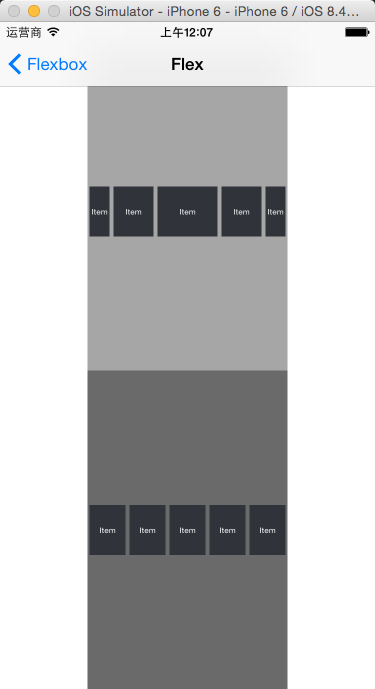 iOS Simulator - iPhone 6 - iPhone 6 / iOS 8.4…
运营商 上午12:07
Flexbox Flex
Item Item Item Item Item
Item Item Item Item Item